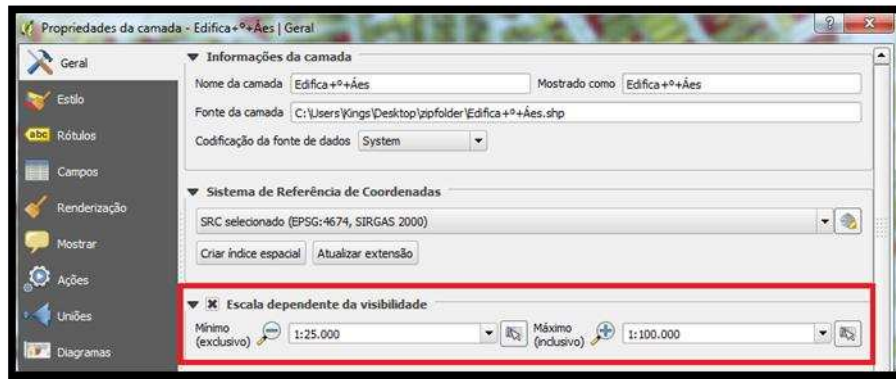 Propriedades da camada - Edifica+º+Áes | Geral
Geral
Estilo
abc Rótulos
Campos
Renderização
Mostrar
Ações
Uniões
Diagramas
Informações da camada
Nome da camada Edifica+º+Áes Mostrado como Edifica+º+Áes
Fonte da camada C:\Users\Kings\Desktop\zipfolder\Edifica+º+Áes.shp
Codificação da fonte de dados System
Sistema de Referência de Coordenadas
SRC selecionado (EPSG:4674, SIRGAS 2000)
Criar índice espacial Atualizar extensão
Escala dependente da visibilidade
Mínimo (exclusivo) 1:25.000 Máximo (inclusivo) 1:100.000